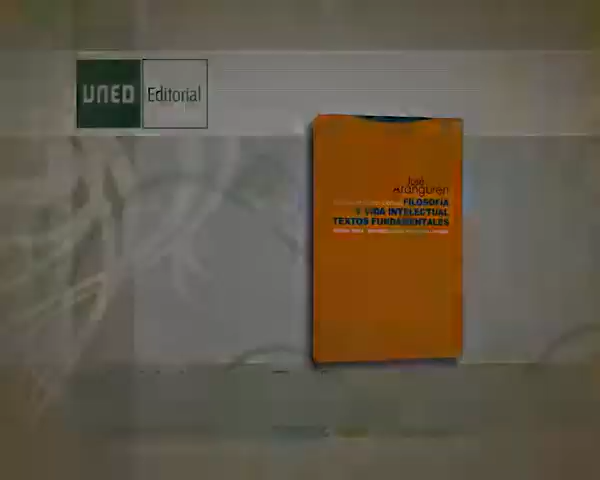 UNED Editorial
José
Aranguren
FILOSOFÍA
Y VIDA INTELECTUAL
TEXTOS FUNDAMENTALES